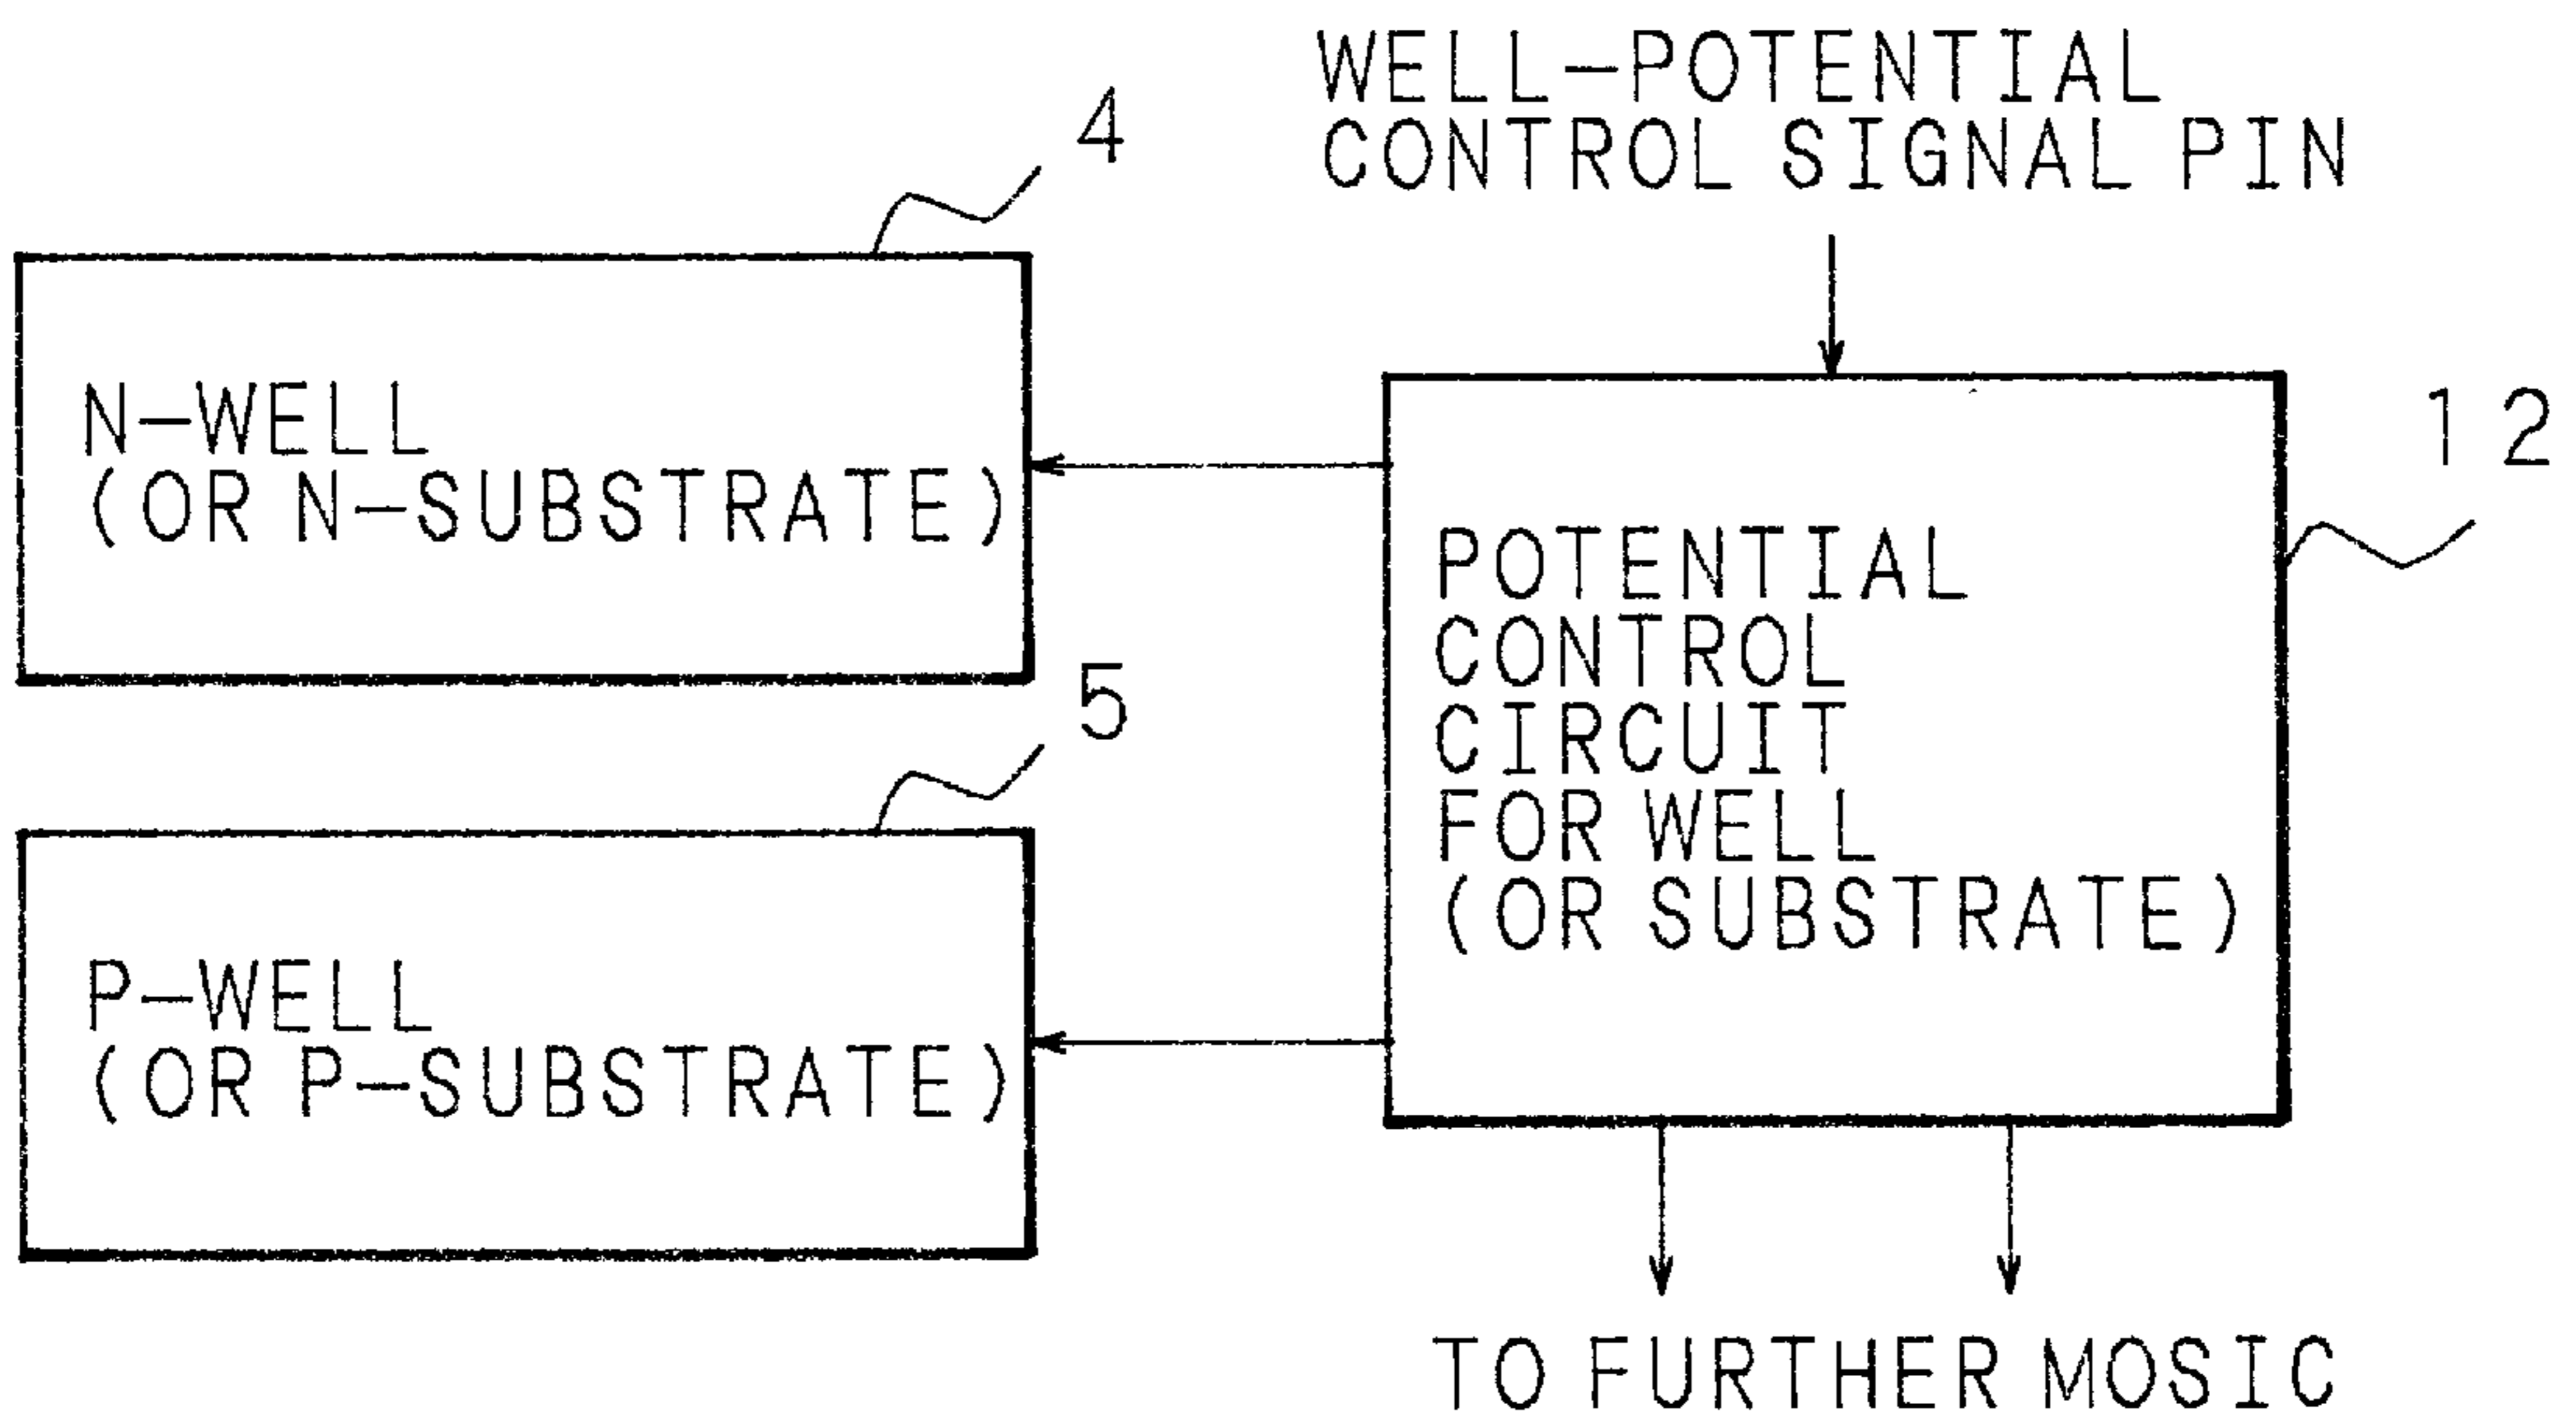 WELL-POTENTIAL
CONTROL SIGNAL PIN
4
N-WELL
(OR N-SUBSTRATE)
12
POTENTIAL
CONTROL
CIRCUIT
FOR WELL
(OR SUBSTRATE)
5
P-WELL
(OR P-SUBSTRATE)
TO FURTHER MOSIC